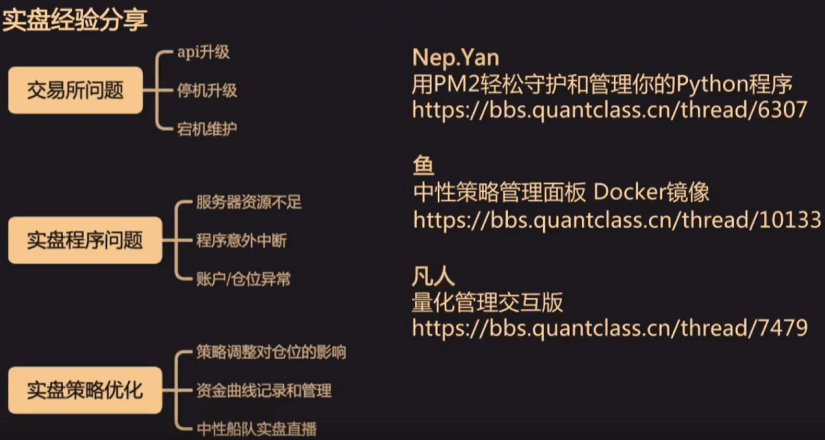 实盘经验分享
交易所问题
api升级
停机升级
宕机维护
实盘程序问题
服务器资源不足
程序意外中断
账户/仓位异常
实盘策略优化
策略调整对仓位的影响
资金曲线记录和管理
中性船队实盘直播
Nep.Yan
用PM2轻松守护和管理你的Python程序
https://bbs.quantclass.cn/thread/6307
鱼
中性策略管理面板 Docker镜像
https://bbs.quantclass.cn/thread/10133
凡人
量化管理交互版
https://bbs.quantclass.cn/thread/7479